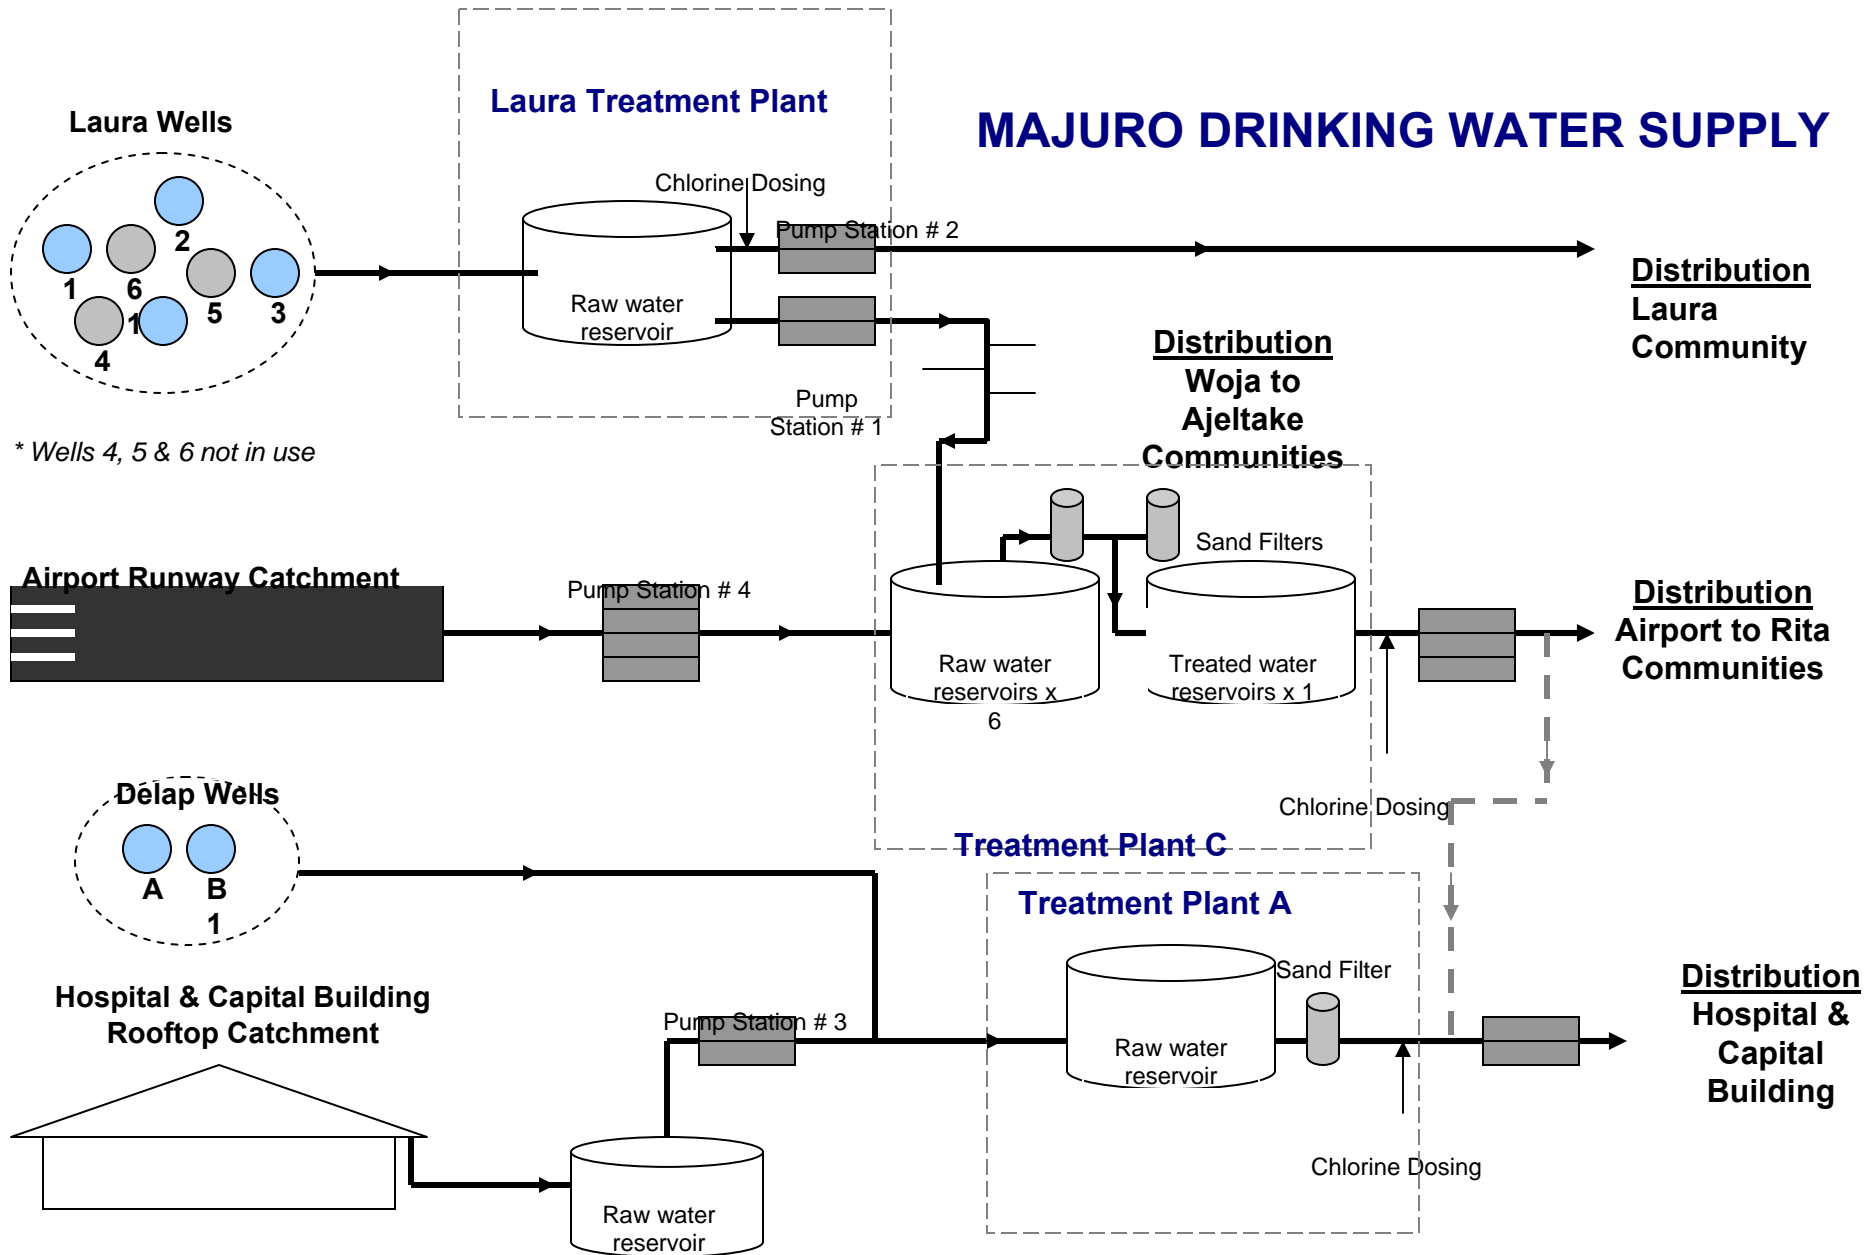 MAJURO DRINKING WATER SUPPLY
Laura Treatment Plant
Laura Wells
Chlorine Dosing
Pump Station # 2
2
1
6
5
3
1
4
Raw water
reservoir
Distribution
Laura
Community
Pump
Station # 1
Distribution
Woja to
Ajeltake
Communities
* Wells 4, 5 & 6 not in use
Sand Filters
Airport Runway Catchment
Pump Station # 4
Raw water
reservoirs x
6
Treated water
reservoirs x 1
Distribution
Airport to Rita
Communities
Chlorine Dosing
Treatment Plant C
Delap Wells
A
B
1
Treatment Plant A
Sand Filter
Hospital & Capital Building
Rooftop Catchment
Pump Station # 3
Raw water
reservoir
Distribution
Hospital &
Capital
Building
Chlorine Dosing
Raw water
reservoir